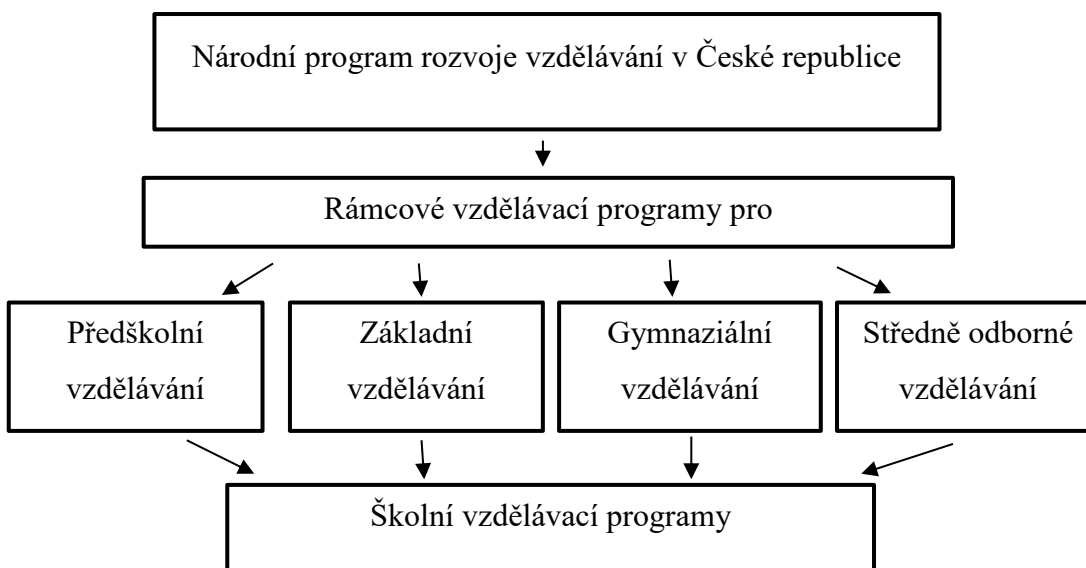 Národní program rozvoje vzdělávání v České republice
Rámcové vzdělávací programy pro
Předškolní
vzdělávání
Základní
vzdělávání
Gymnaziální
vzdělávání
Středně odborné
vzdělávání
Školní vzdělávací programy